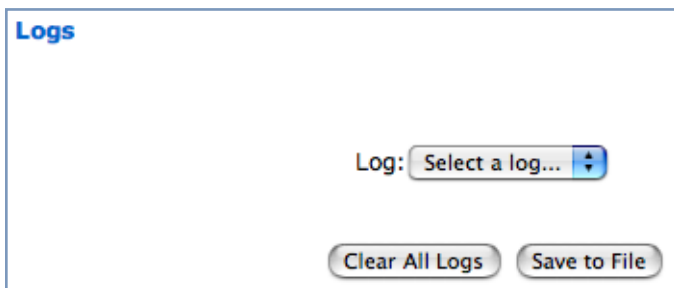 Logs
Log: Select a log...
Clear All Logs Save to File